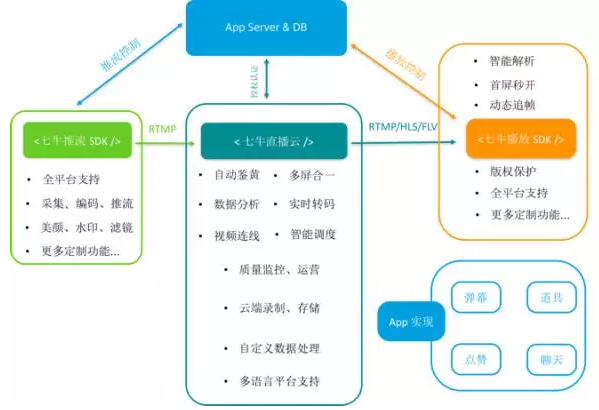 App Server & DB
推流控制
授权认证
播放控制
智能解析
首屏秒开
动态追帧
<七牛推流 SDK />
RTMP
<七牛直播云 />
RTMP/HLS/FLV
<七牛播放 SDK />
全平台支持
采集、编码、推流
美颜、水印、滤镜
更多定制功能...
自动鉴黄
多屏合一
数据分析
实时转码
视频连线
智能调度
质量监控、运营
云端录制、存储
自定义数据处理
多语言平台支持
版权保护
全平台支持
更多定制功能...
App 实现
弹幕
道具
点赞
聊天